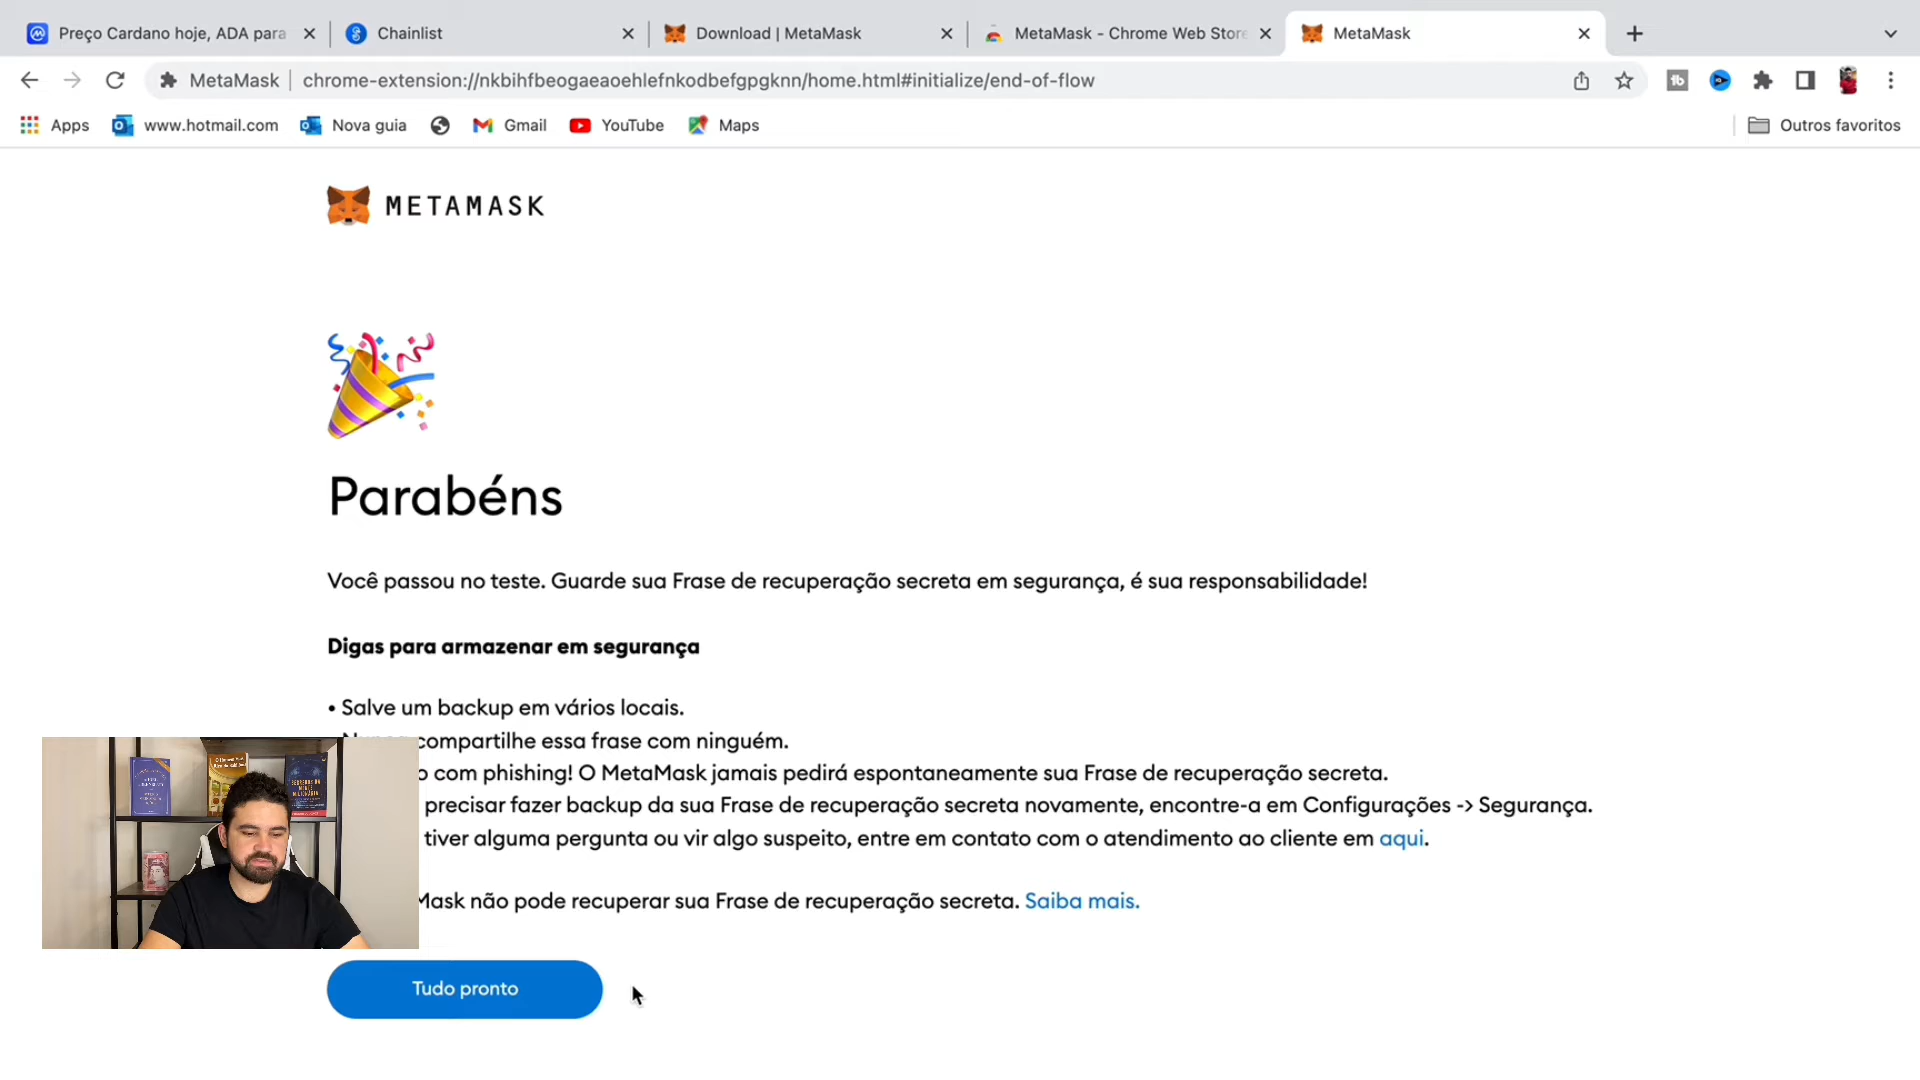 Preço Cardano hoje, ADA para
Chainlist
Download | MetaMask
MetaMask - Chrome Web Store
MetaMask
MetaMask
chrome-extension://nkbihfbeogaeaoehlefnkodbefgpgknn/home.html#initialize/end-of-flow
Apps
www.hotmail.com
Nova guia
Gmail
YouTube
Maps
Outros favoritos
METAMASK
Parabéns
Você passou no teste. Guarde sua Frase de recuperação secreta em segurança, é sua responsabilidade!
Digas para armazenar em segurança
• Salve um backup em vários locais.
compartilhe essa frase com ninguém.
o com phishing! O MetaMask jamais pedirá espontaneamente sua Frase de recuperação secreta.
precisar fazer backup da sua Frase de recuperação secreta novamente, encontre-a em Configurações -> Segurança.
tiver alguma pergunta ou vir algo suspeito, entre em contato com o atendimento ao cliente em aqui.
Mask não pode recuperar sua Frase de recuperação secreta. Saiba mais.
Tudo pronto